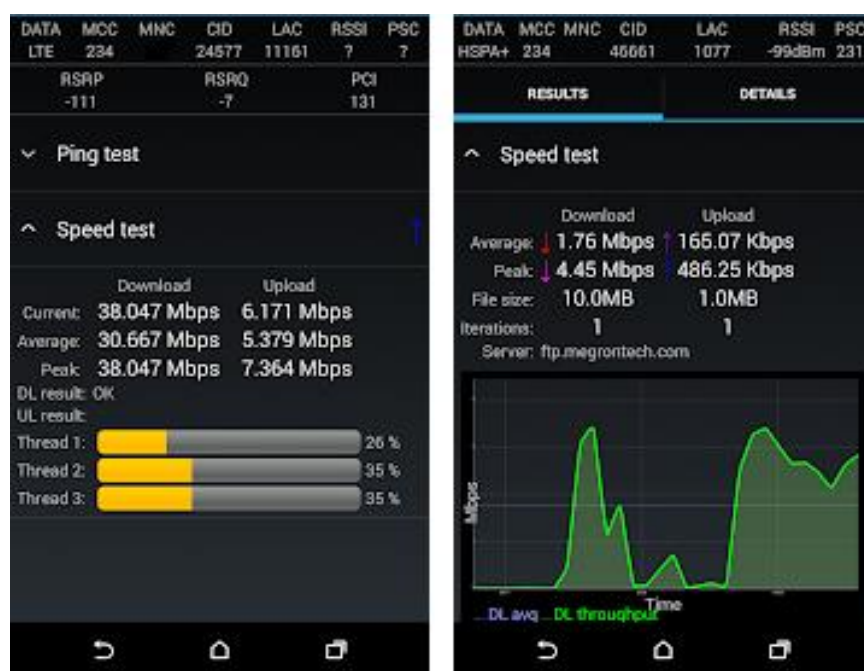 DATA MCC MNC CID LAC RSSI PSC
LTE 234 24577 11161 ? ?
RSRP RSRQ PCI
-111 -7 131
Ping test
Speed test
Download Upload
Current: 38.047 Mbps 6.171 Mbps
Average: 30.667 Mbps 5.379 Mbps
Peak: 38.047 Mbps 7.364 Mbps
DL result: OK
UL result:
Thread 1: 26 %
Thread 2: 35 %
Thread 3: 35 %
DATA MCC MNC CID LAC RSSI PSC
HSPA+ 234 46661 1077 -99dBm 231
RESULTS DETAILS
Speed test
Download Upload
Average: 1.76 Mbps 165.07 Kbps
Peak: 4.45 Mbps 486.25 Kbps
File size: 10.0MB 1.0MB
Iterations: 1 1
Server: ftp.megrontech.com
Mbps
Time
DL avg DL throughput